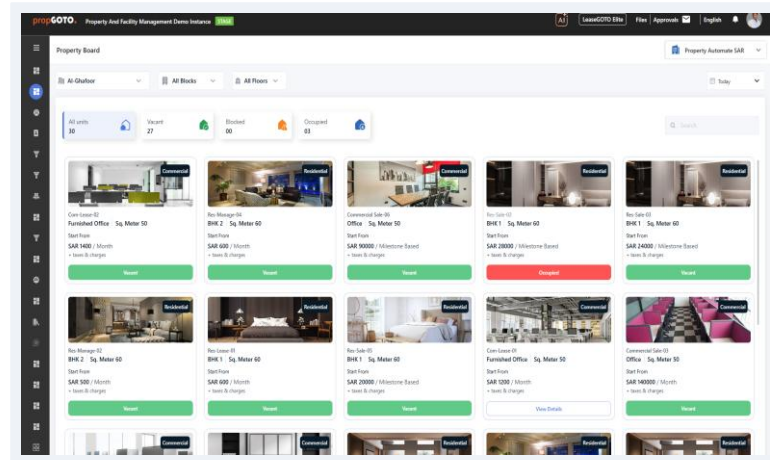 propGOTO. Property And Facility Management Demo Instance STAGE
AI LeaseGOTO Elite Files Approvals English
Property Board
Property Automate SAR
Al-Ghafoor All Blocks All Floors Today
All units Vacant Blocked Occupied
30 27 00 03
Search
Commercial Residential Commercial Residential Residential
Com-Lease-02 Res-Manage-04 Commercial Sale-06 Res-Sale-03
Furnished Office Sq. Meter 50 BHK 2 Sq. Meter 60 Office Sq. Meter 50 BHK 1 Sq. Meter 60 BHK 1 Sq. Meter 60
Start From Start From Start From Start From Start From
SAR 1400 / Month SAR 600 / Month SAR 90000 / Milestone Based SAR 28000 / Milestone Based SAR 24000 / Milestone Based
+ taxes & charges + taxes & charges + taxes & charges + taxes & charges + taxes & charges
Vacant Vacant Vacant Occupied Vacant
Residential Residential Residential Commercial Commercial
Res-Manage-02 Res-Lease-01 Res-Sale-05 Com-Lease-01 Commercial Sale-03
BHK 2 Sq. Meter 60 BHK 1 Sq. Meter 60 BHK 1 Sq. Meter 60 Furnished Office Sq. Meter 50 Office Sq. Meter 50
Start From Start From Start From Start From Start From
SAR 500 / Month SAR 600 / Month SAR 20000 / Milestone Based SAR 1200 / Month SAR 140000 / Month
+ taxes & charges + taxes & charges + taxes & charges + taxes & charges + taxes & charges
Vacant Vacant Vacant View Details Vacant
Commercial Commercial Residential Residential Residential